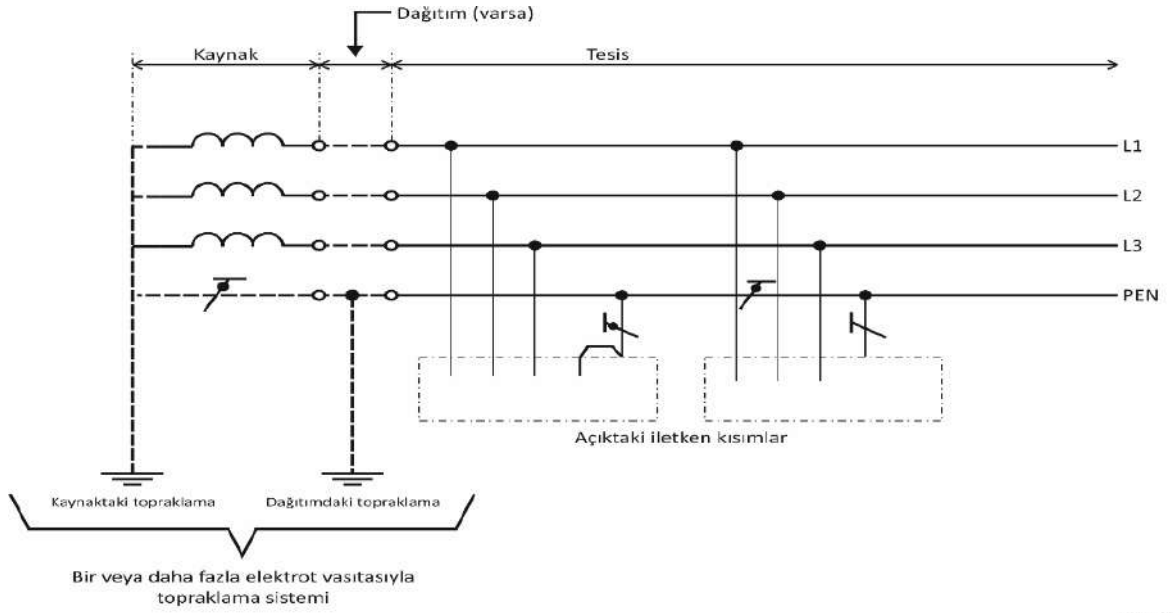 Dağıtım (varsa)
Kaynak
Tesis
L1
L2
L3
PEN
Açıktaki iletken kısımlar
Kaynaktaki topraklama
Dağıtımdaki topraklama
Bir veya daha fazla elektrot vasıtasıyla
topraklama sistemi